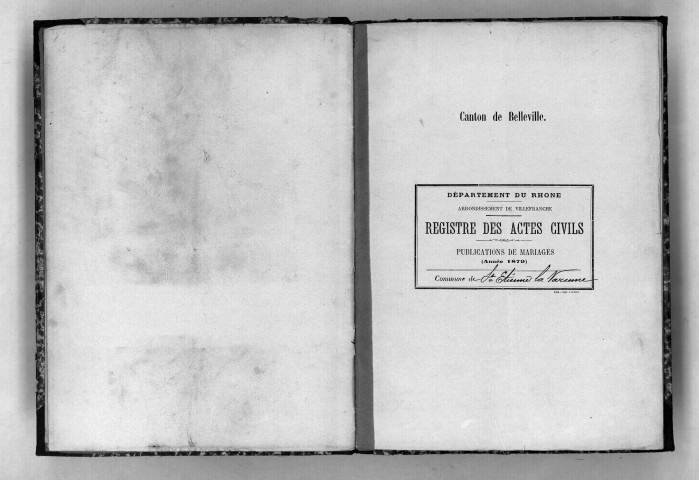 Canton de Belleville.
DÉPARTEMENT DU RHONE
ARRONDISSEMENT DE VILLEFRANCHE
REGISTRE DES ACTES CIVILS
PUBLICATIONS DE MARIAGES
(Année 1879)
Commune de St Etienne la Varenne